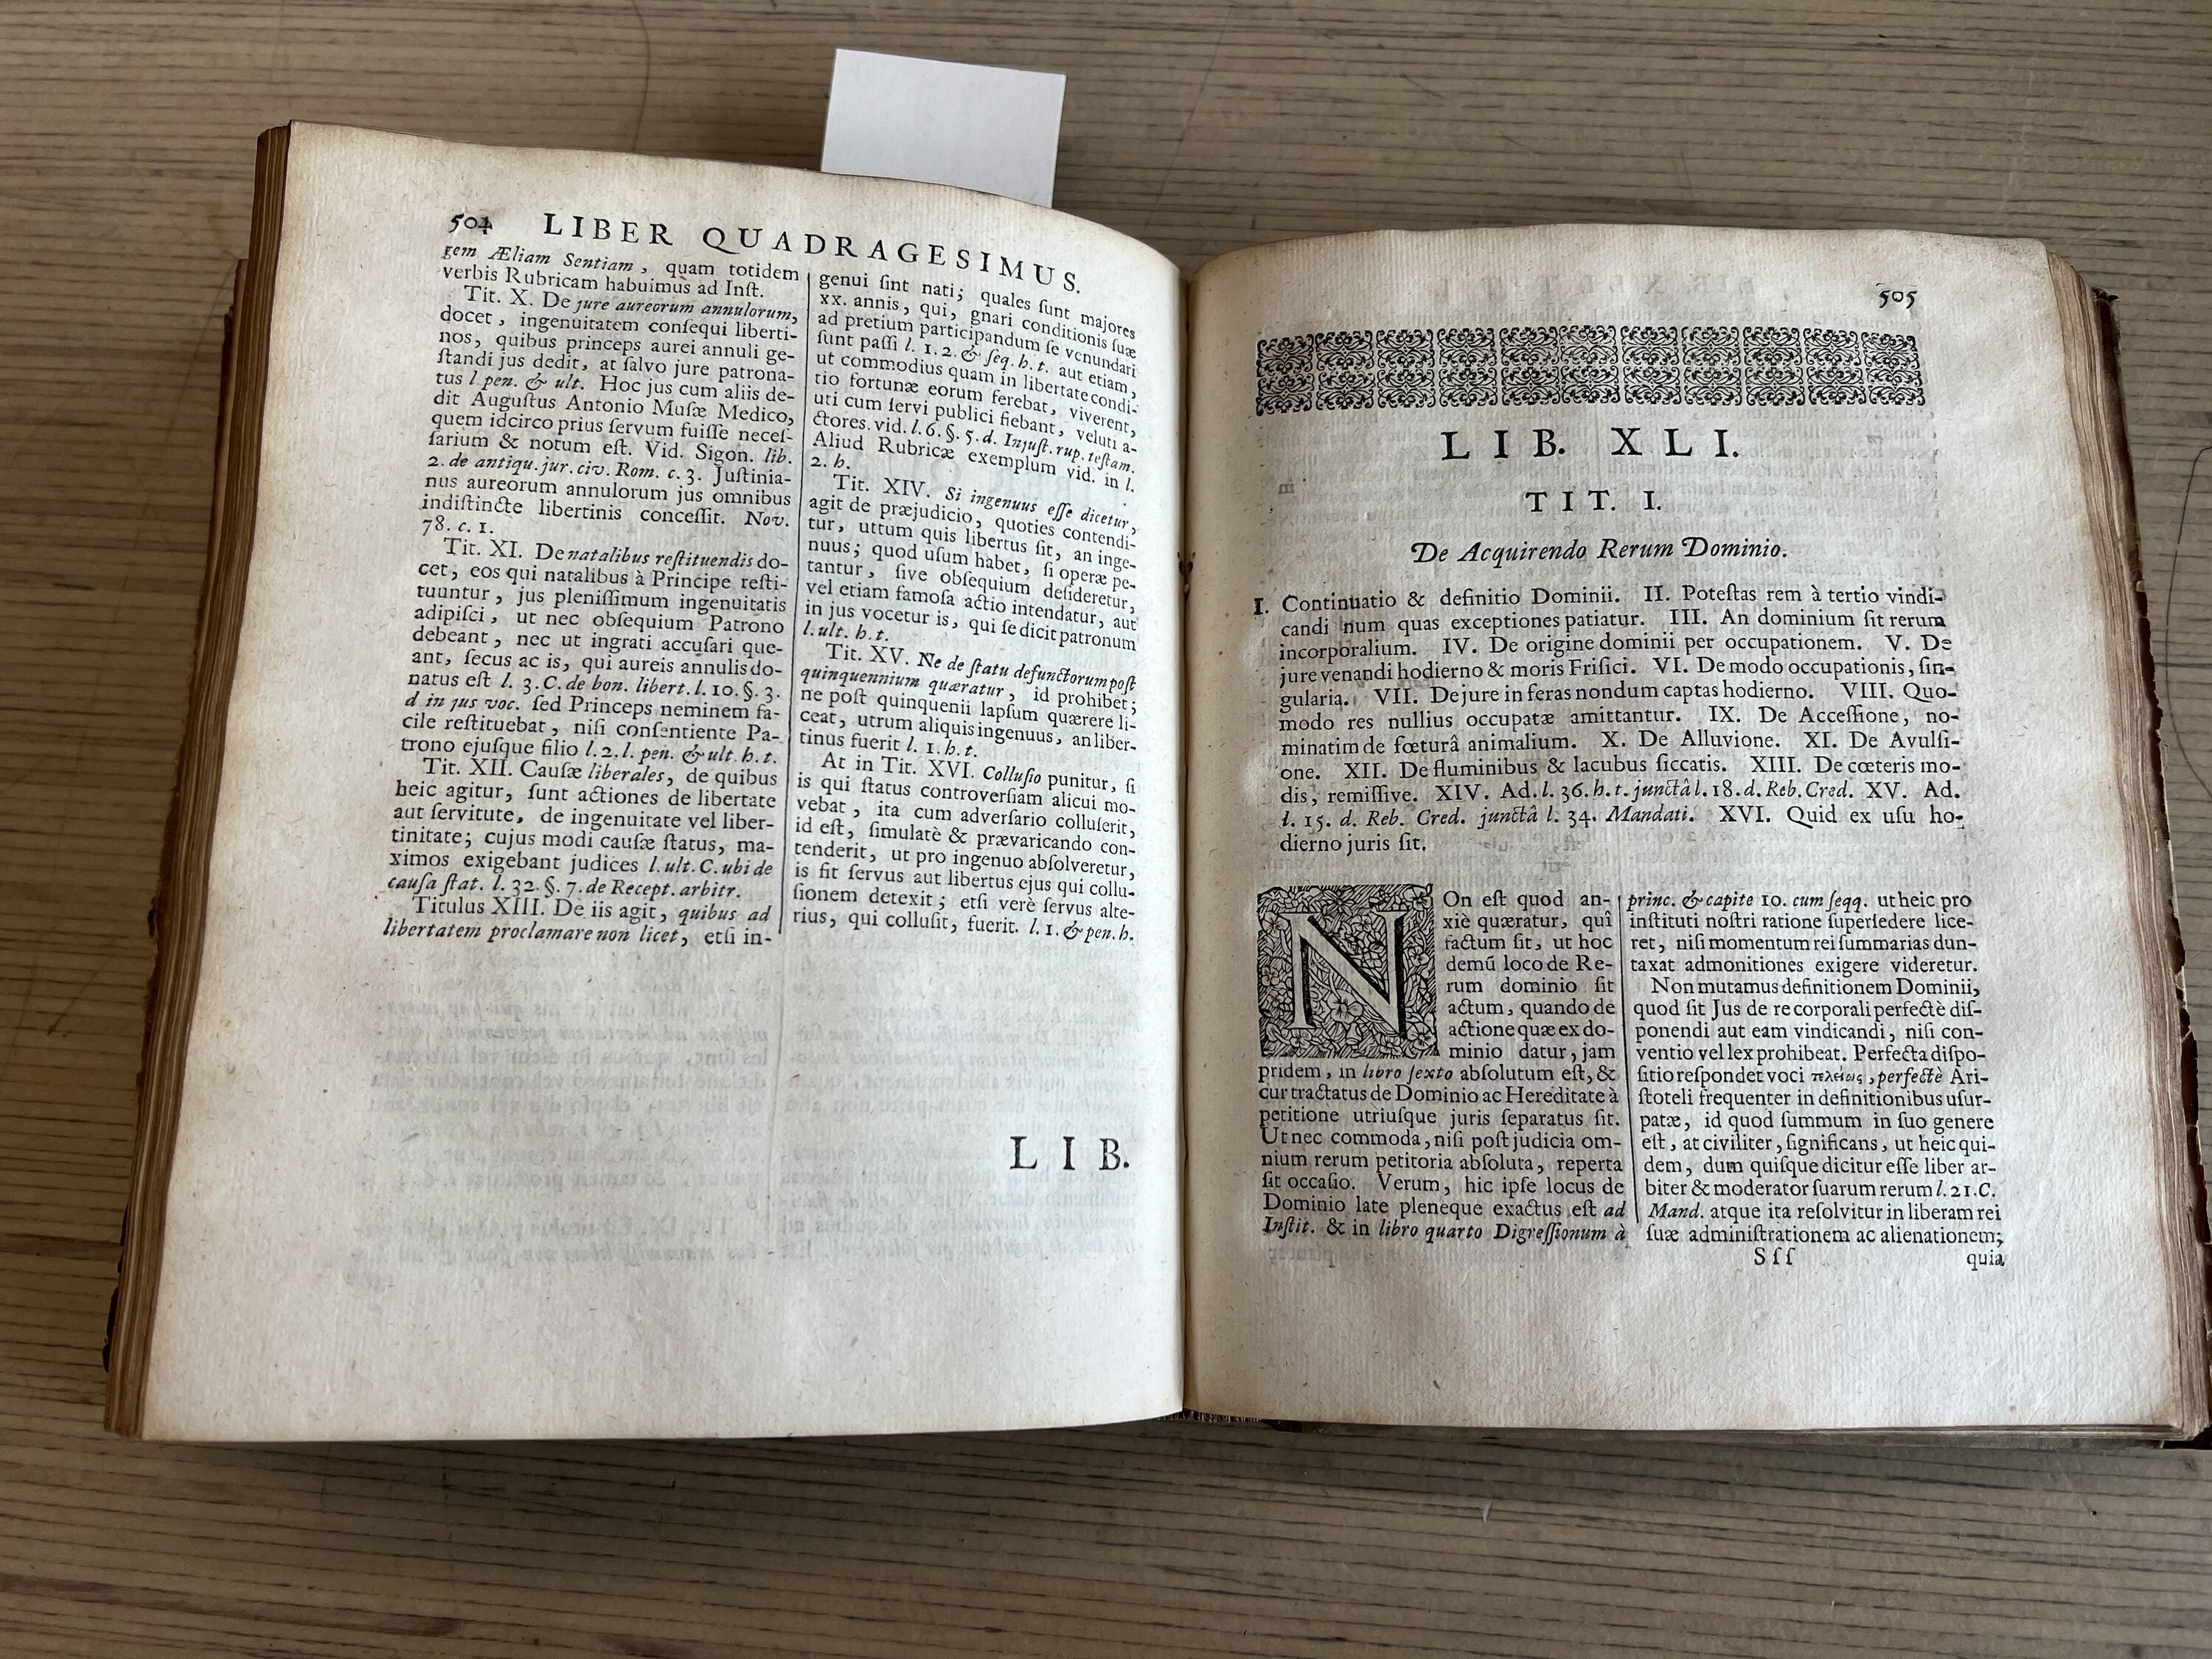 504 LIBER QUADRAGESIMUS.
gem Æliam Sentiam, quam totidem
verbis Rubricam habuimus ad Inſt.
Tit. X. De jure aureorum annulorum,
docet, ingenuitatem conſequi liberti-
nos, quibus princeps aurei annuli ge-
ſtandi jus dedit, at ſalvo jure patrona-
tus l pen. & ult. Hoc jus cum aliis de-
dit Auguſtus Antonio Muſæ Medico,
quem idcirco prius ſervum fuiſſe neceſ-
ſarium & notum eſt. Vid. Sigon. lib.
2. de antiqu. jur. civ. Rom. c. 3. Juſtinia-
nus aureorum annulorum jus omnibus
indiſtincte libertinis conceſſit. Nov.
78. c. 1.
Tit. XI. De natalibus reſtituendis do-
cet, eos qui natalibus à Principe reſti-
tuuntur, jus pleniſſimum ingenuitatis
adipiſci, ut nec obſequium Patrono
debeant, nec ut ingrati accuſari que-
ant, ſecus ac is, qui aureis annulis do-
natus eſt l. 3. C. de bon. libert. l. 10. §. 3.
d in jus voc. ſed Princeps neminem fa-
cile reſtituebat, niſi conſentiente Pa-
trono ejuſque filio l. 2. l. pen. & ult h. t.
Tit. XII. Cauſæ liberales, de quibus
heic agitur, ſunt actiones de libertate
aut ſervitute, de ingenuitate vel liber-
tinitate; cujus modi cauſæ ſtatus, ma-
ximos exigebant judices l. ult. C. ubi de
cauſa ſtat. l. 32. §. 7. de Recept. arbitr.
Titulus XIII. De iis agit, quibus ad
libertatem proclamare non licet, etſi in-
genui ſint nati; quales ſunt majores
xx. annis, qui, gnari conditionis ſuæ
ad pretium participandum ſe venundari
ſunt paſſi l. 1. 2. & ſeq. h. t. aut etiam,
ut commodius quam in libertate condi-
tio fortunæ eorum ferebat, viverent,
uti cum ſervi publici fiebant, veluti a-
ctores. vid. l. 6. §. 5. d. Injuſt. rup. teſtam.
Aliud Rubricæ exemplum vid. in l.
2. h.
Tit. XIV. Si ingenuus eſſe dicetur,
agit de præjudicio, quoties contendi-
tur, uttum quis libertus ſit, an inge-
nuus; quod uſum habet, ſi operæ pe-
tantur, ſive obſequium deſideretur,
vel etiam famoſa actio intendatur, aut
in jus vocetur is, qui ſe dicit patronum
l. ult. h. t.
Tit. XV. Ne de ſtatu defunctorum poſt
quinquennium quæratur, id prohibet;
ne poſt quinquenii lapſum quærere li-
ceat, utrum aliquis ingenuus, an liber-
tinus fuerit l. 1. h. t.
At in Tit. XVI. Colluſio punitur, ſi
is qui ſtatus controverſiam alicui mo-
vebat, ita cum adverſario colluſerit,
id eſt, ſimulatè & prævaricando con-
tenderit, ut pro ingenuo abſolveretur,
is fit ſervus aut libertus ejus qui collu-
ſionem detexit; etſi verè ſervus alte-
rius, qui colluſit, fuerit. l. 1. & pen. h.
LIB.
505
LIB. XLI.
TIT. I.
De Acquirendo Rerum Dominio.
I. Continuatio & definitio Dominii. II. Poteſtas rem à tertio vindi-
candi num quas exceptiones patiatur. III. An dominium ſit rerum
incorporalium. IV. De origine dominii per occupationem. V. De
jure venandi hodierno & moris Friſici. VI. De modo occupationis, ſin-
gularia. VII. De jure in feras nondum captas hodierno. VIII. Quo-
modo res nullius occupatæ amittantur. IX. De Acceſſione, no-
minatim de fœturâ animalium. X. De Alluvione. XI. De Avulſi-
one. XII. De fluminibus & lacubus ſiccatis. XIII. De cœteris mo-
dis, remiſſive. XIV. Ad. l. 36. h. t. junctâ l. 18. d. Reb. Cred. XV. Ad.
l. 15. d. Reb. Cred. junctâ l. 34. Mandati. XVI. Quid ex uſu ho-
dierno juris ſit.
NOn eſt quod an-
xiè quæratur, quî
factum ſit, ut hoc
demũ loco de Re-
rum dominio ſit
actum, quando de
actione quæ ex do-
minio datur, jam
pridem, in libro ſexto abſolutum eſt, &
cur tractatus de Dominio ac Hereditate à
petitione utriuſque juris ſeparatus ſit.
Ut nec commoda, niſi poſt judicia om-
nium rerum petitoria abſoluta, reperta
ſit occaſio. Verum, hic ipſe locus de
Dominio late pleneque exactus eſt ad
Inſtit. & in libro quarto Digreſſionum à
princ. & capite 10. cum ſeqq. ut heic pro
inſtituti noſtri ratione ſuperſedere lice-
ret, niſi momentum rei ſummarias dun-
taxat admonitiones exigere videretur.
Non mutamus definitionem Dominii,
quod ſit Jus de re corporali perfectè diſ-
ponendi aut eam vindicandi, niſi con-
ventio vel lex prohibeat. Perfecta diſpo-
ſitio reſpondet voci τελείως, perfectè Ari-
ſtoteli frequenter in definitionibus uſur-
patæ, id quod ſummum in ſuo genere
eſt, at civiliter, ſignificans, ut heic qui-
dem, dum quiſque dicitur eſſe liber ar-
biter & moderator ſuarum rerum l. 21. C.
Mand. atque ita reſolvitur in liberam rei
ſuæ adminiſtrationem ac alienationem;
Sſſ quia